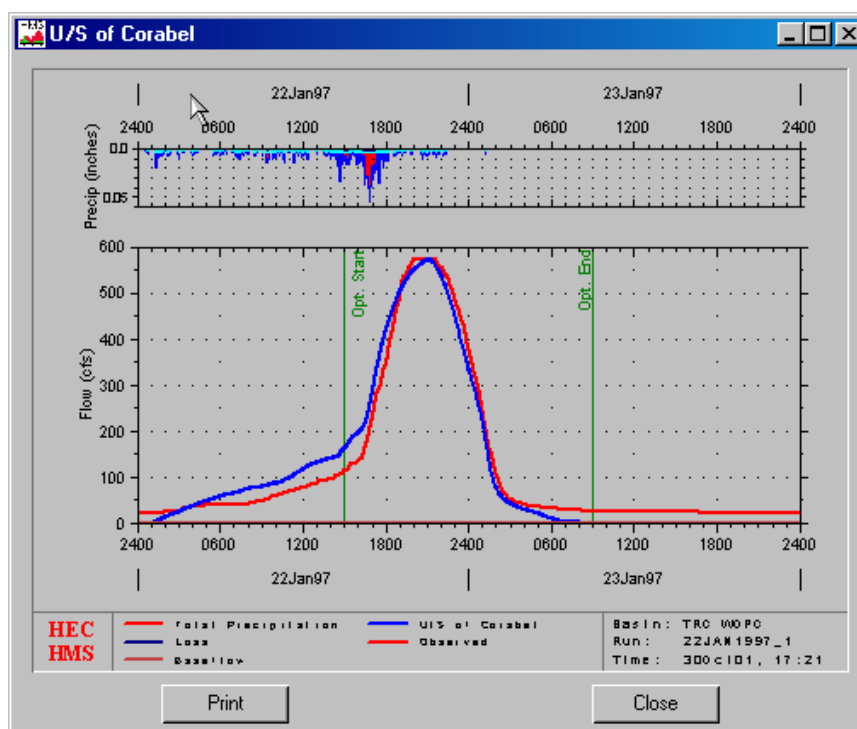 U/S of Corabel
22Jan97 23Jan97
2400 0600 1200 1800 2400 0600 1200 1800 2400
0.0
0.05
Precip (inches)
600
500
400
300
200
100
0
Flow (cfs)
Opt. Start
Opt. End
2400 0600 1200 1800 2400 0600 1200 1800 2400
22Jan97 23Jan97
HEC
HMS
Total Precipitation
Loss
Baseflow
U/S of Corabel
Observed
Basin: TRC WOPC
Run: 22JAN1997_1
Time: 30Oct01, 17:21
Print Close